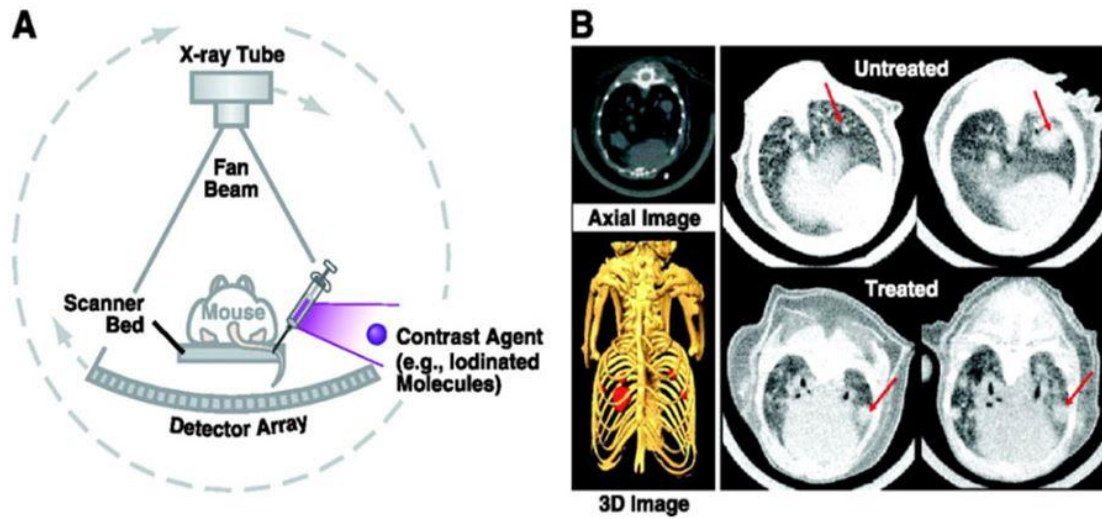 A
X-ray Tube
Fan
Beam
Scanner
Bed
Mouse
Contrast Agent
(e.g., Iodinated
Molecules)
Detector Array
B
Untreated
Axial Image
Treated
3D Image